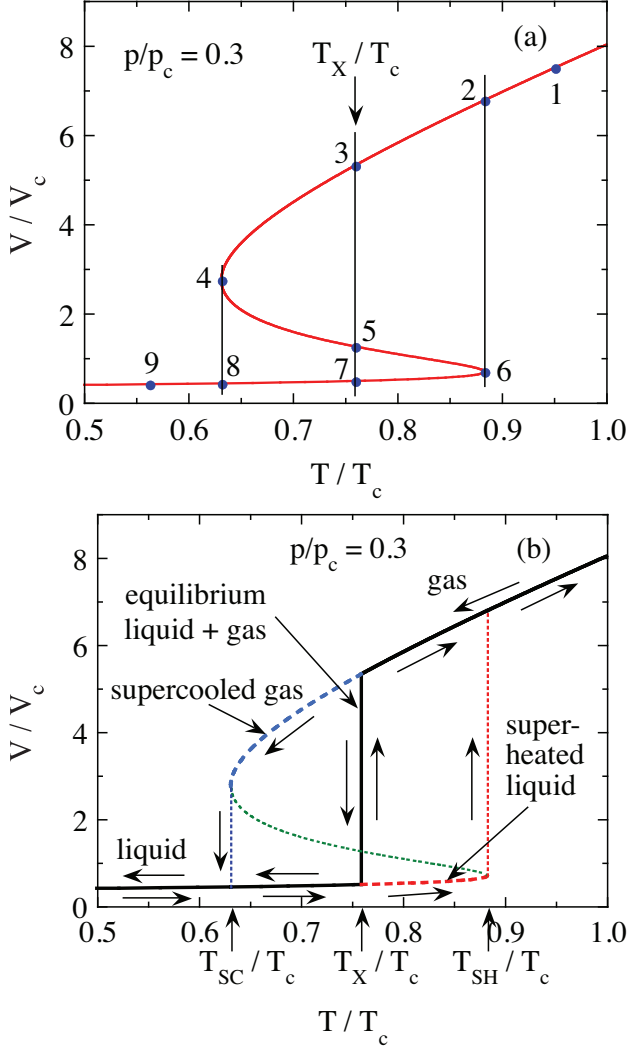 8
6
4
2
0
V / V_c
p/p_c = 0.3
T_X / T_c
(a)
1
2
3
4
5
6
7
8
9
0.5 0.6 0.7 0.8 0.9 1.0
T / T_c
8
6
4
2
0
V / V_c
p/p_c = 0.3
(b)
gas
equilibrium
liquid + gas
supercooled gas
super-
heated
liquid
liquid
0.5 0.6 0.7 0.8 0.9 1.0
T_SC / T_c T_X / T_c T_SH / T_c
T / T_c